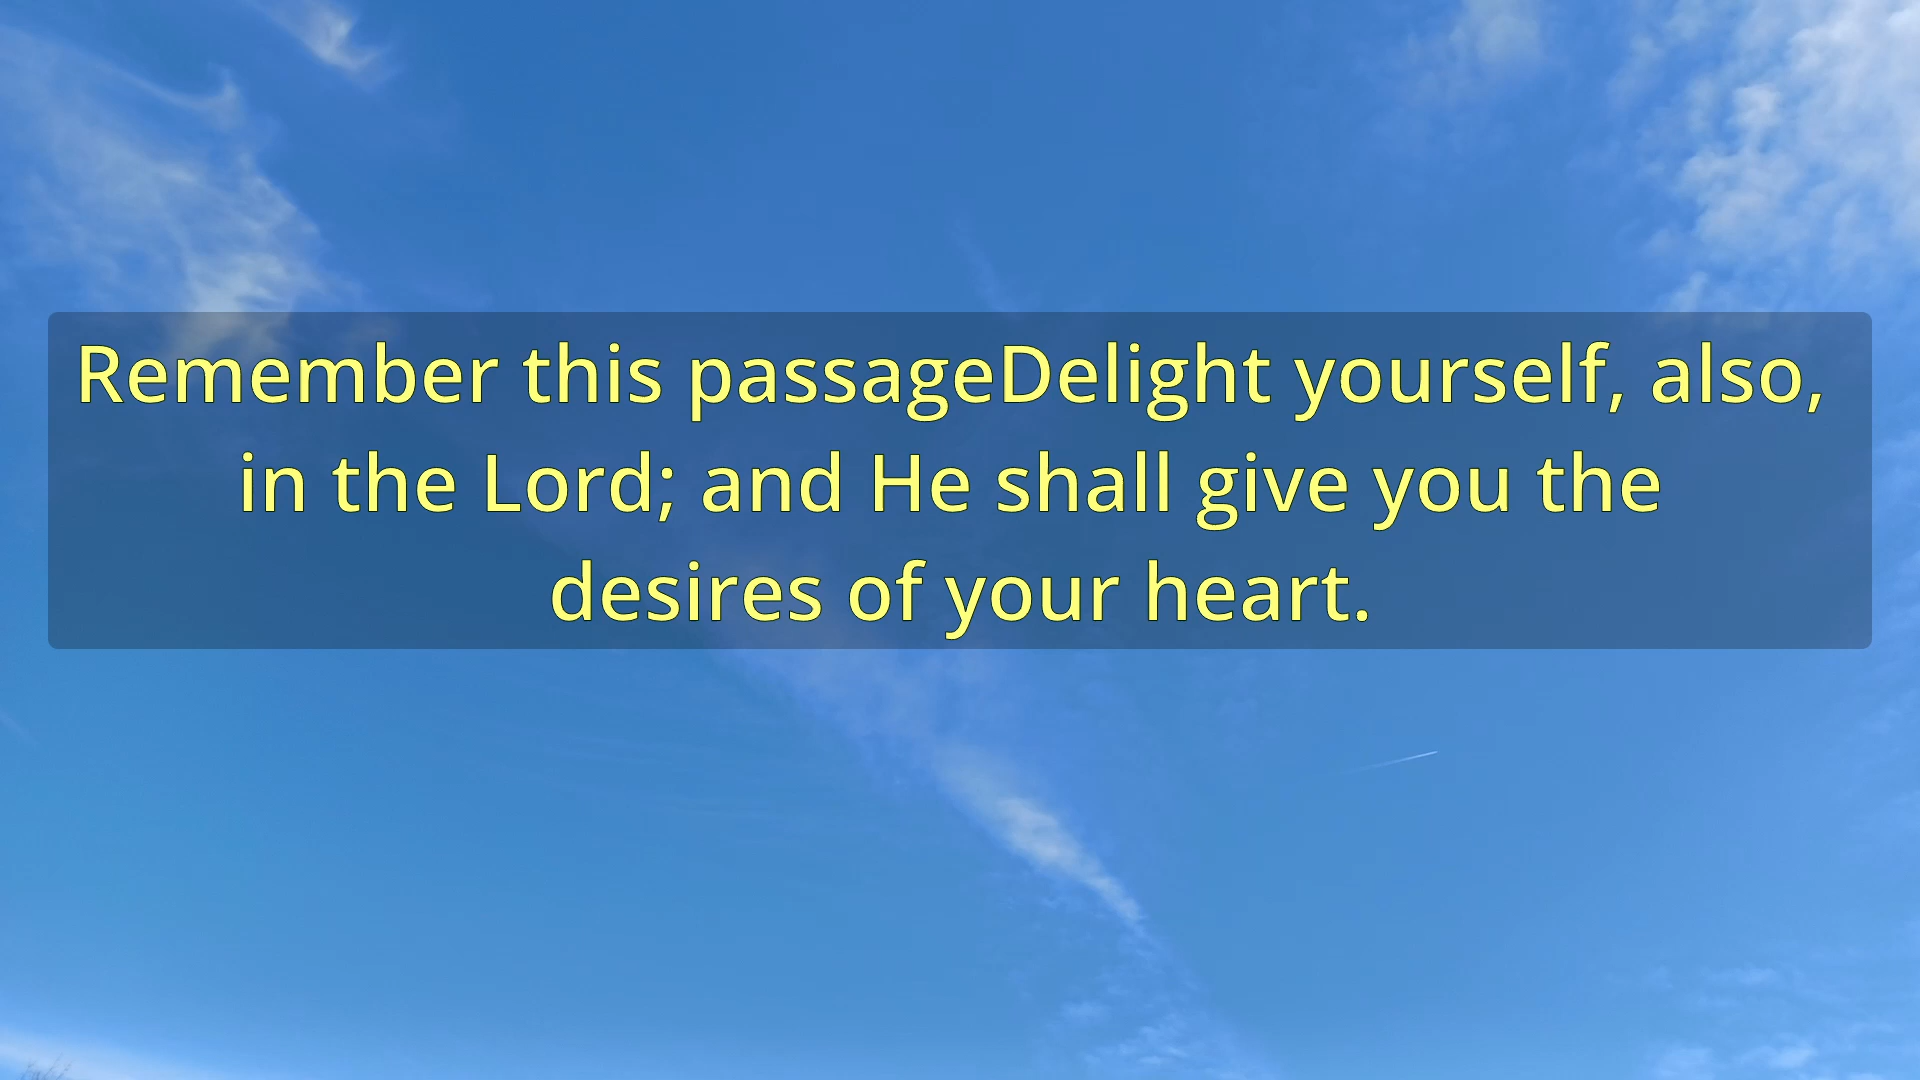 Remember this passageDelight yourself, also,
in the Lord; and He shall give you the
desires of your heart.